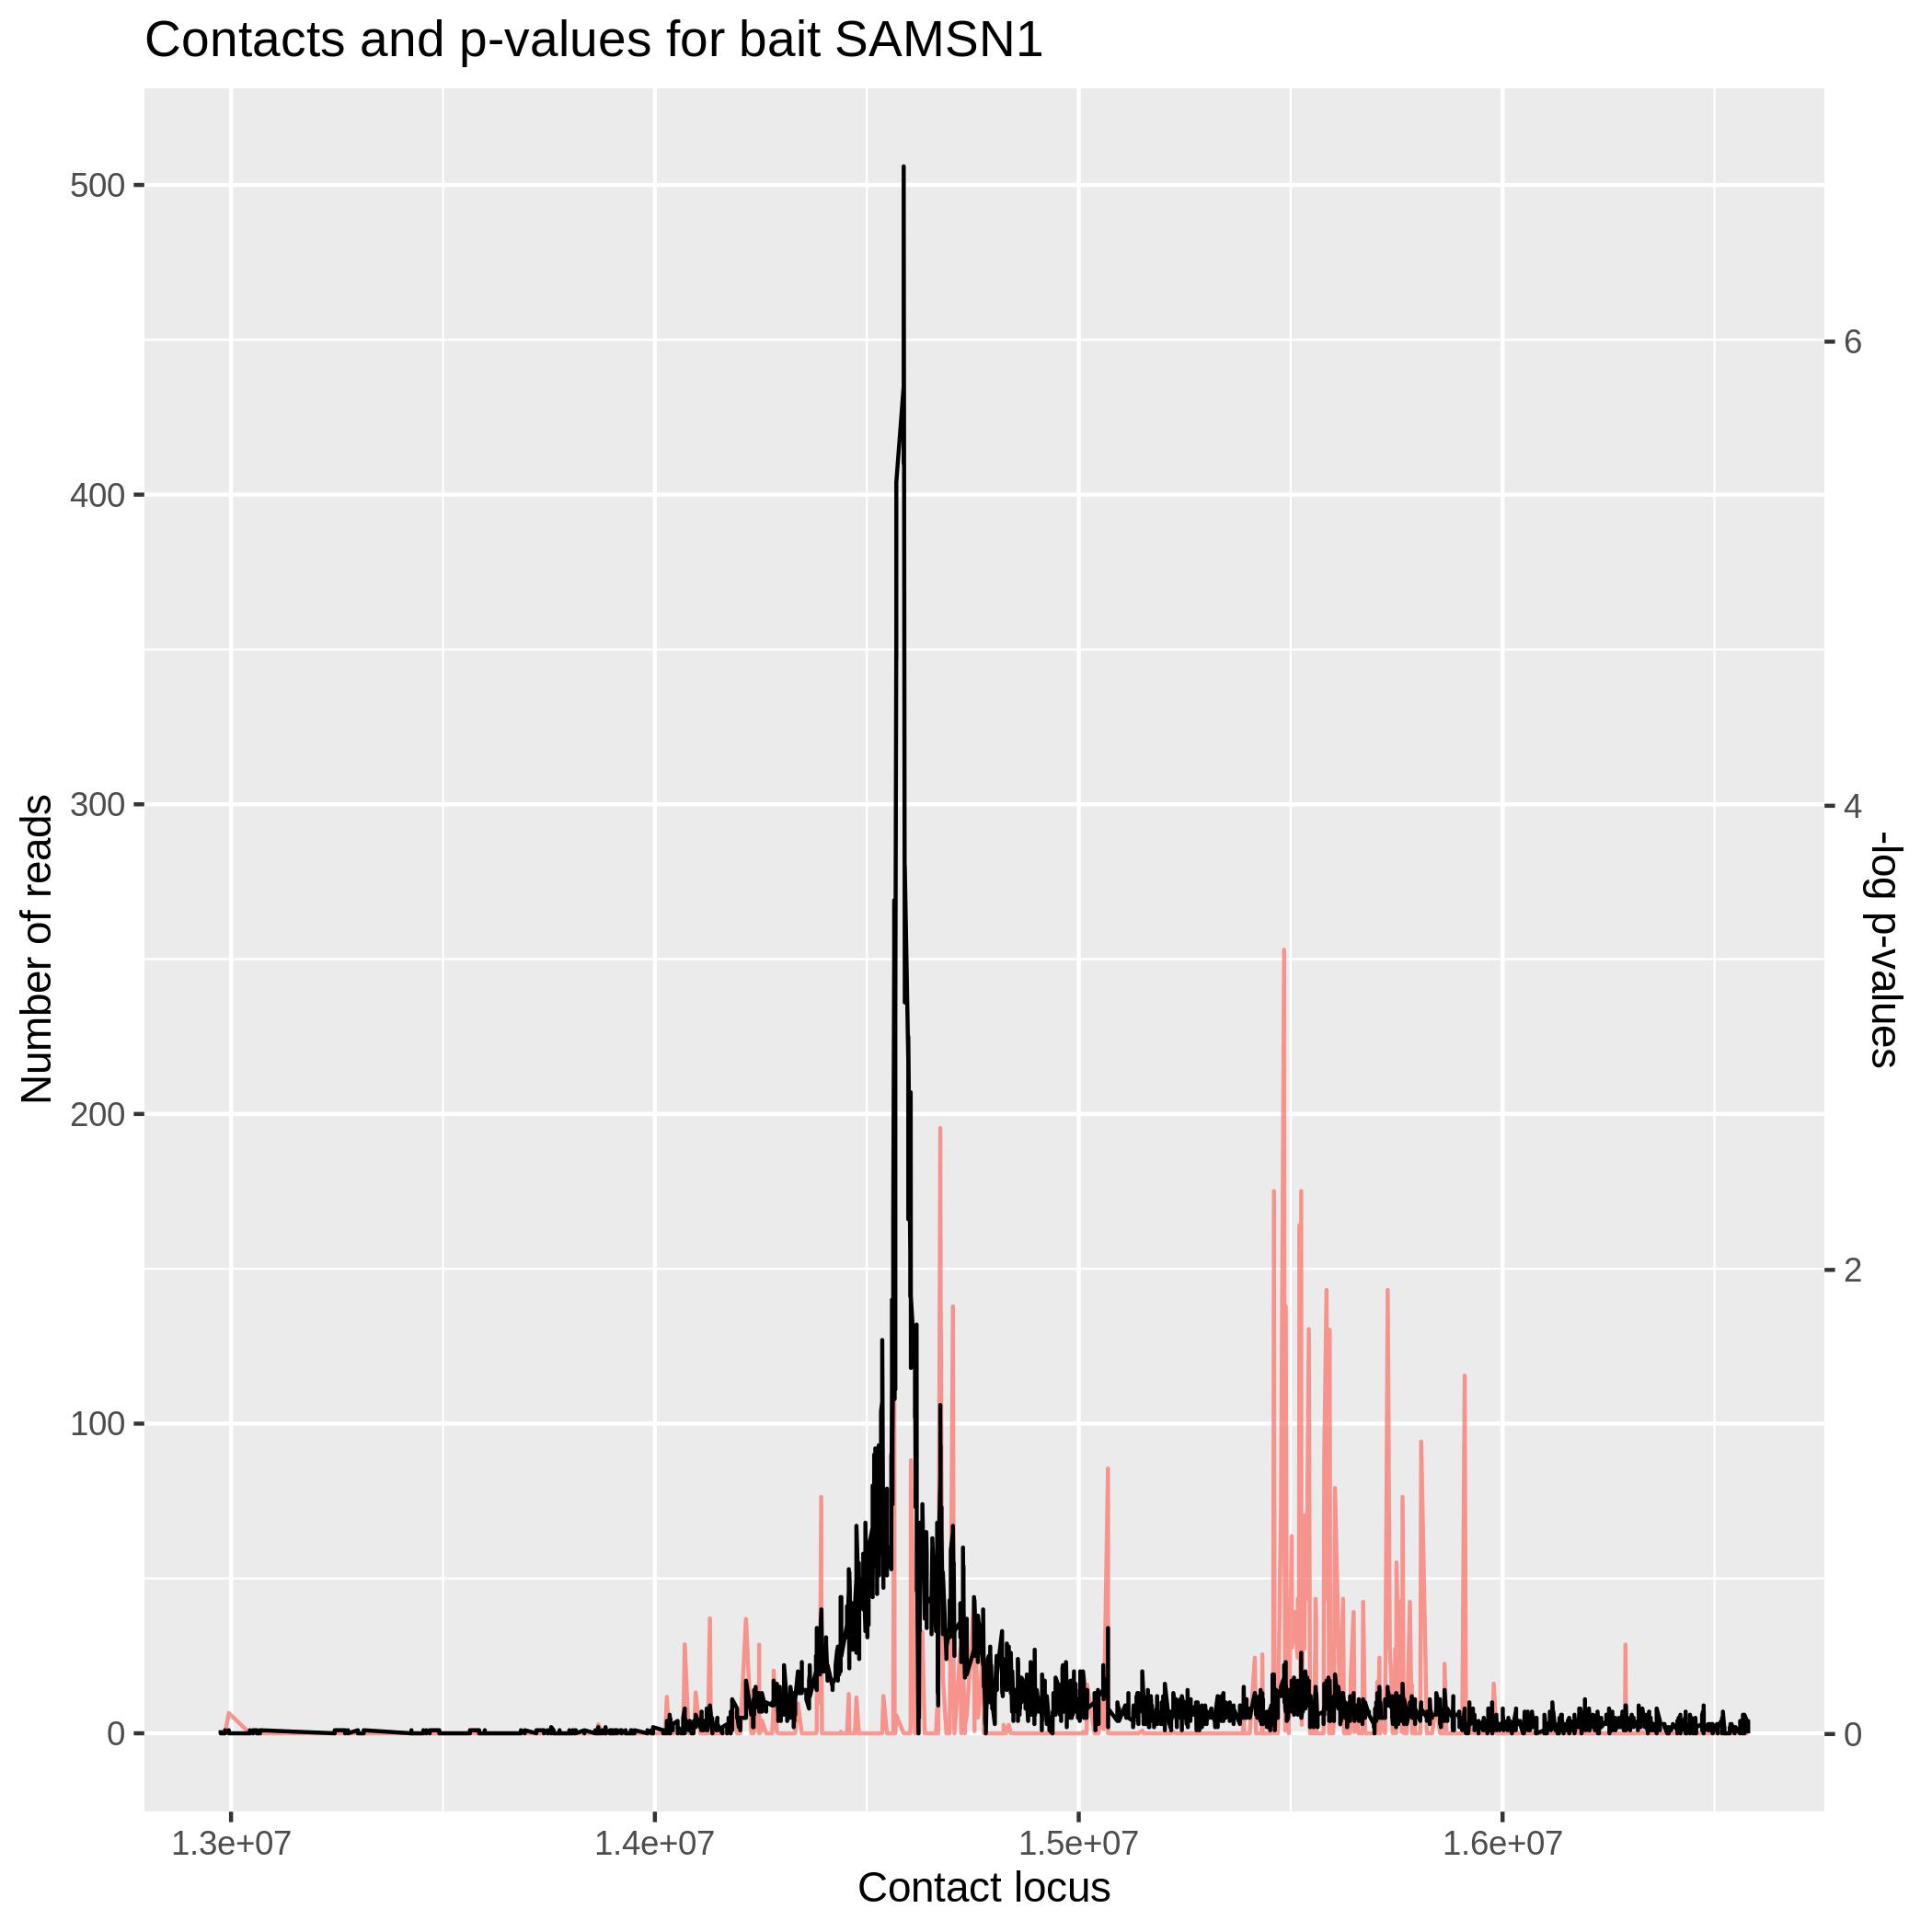 Contacts and p-values for bait SAMSN1
Number of reads
500
400
300
200
100
0
6
4
2
0
-log p-values
1.3e+07
1.4e+07
1.5e+07
1.6e+07
Contact locus